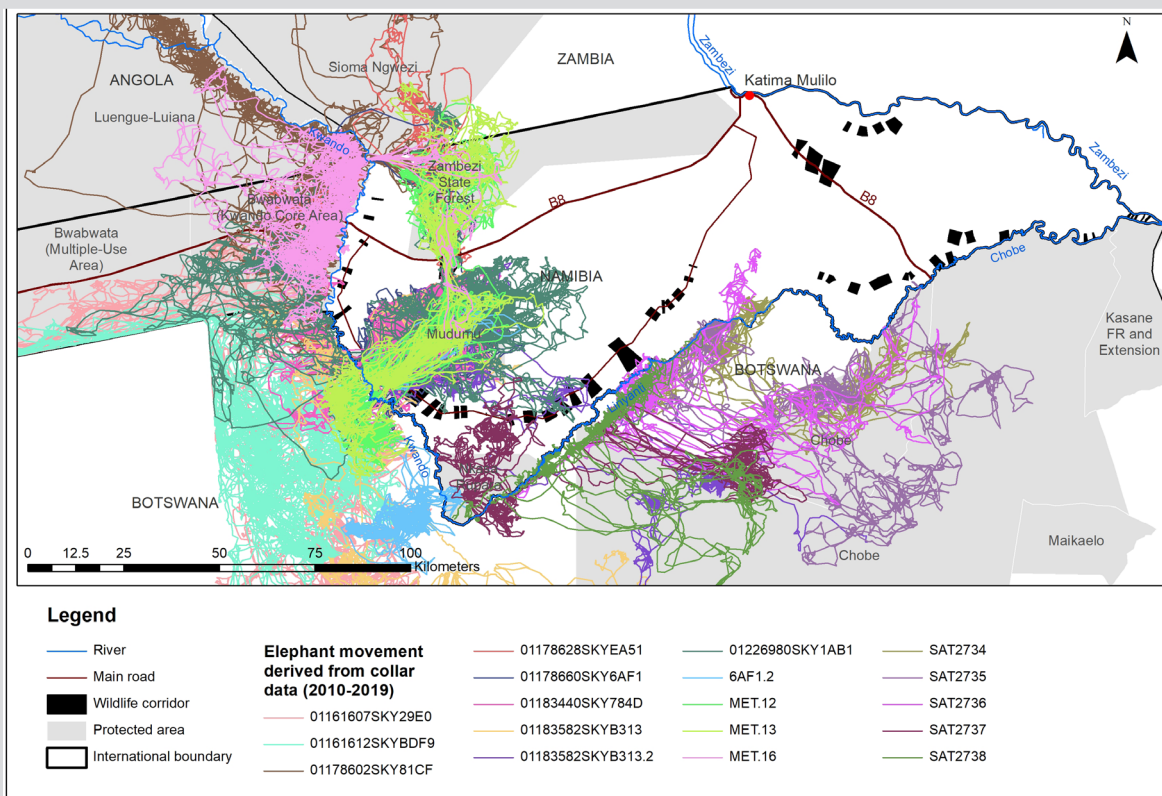 N
ZAMBIA
Sioma Ngwezi
ANGOLA
Zambezi
Katima Mulilo
Luengue-Luiana
Kwando
Zambezi
Zambezi
State
Forest
Bwabwata
(Kwando Core Area)
B8
B8
Bwabwata
(Multiple-Use
Area)
Chobe
NAMIBIA
Kasane
FR and
Extension
Mudumu
BOTSWANA
Linyanti
Chobe
Kwando
BOTSWANA
Maikaelo
Chobe
0 12.5 25 50 75 100
Kilometers
Legend
River
Main road
Wildlife corridor
Protected area
International boundary
Elephant movement
derived from collar
data (2010-2019)
01161607SKY29E0
01161612SKYBDF9
01178602SKY81CF
01178628SKYEA51
01178660SKY6AF1
01183440SKY784D
01183582SKYB313
01183582SKYB313.2
01226980SKY1AB1
6AF1.2
MET.12
MET.13
MET.16
SAT2734
SAT2735
SAT2736
SAT2737
SAT2738